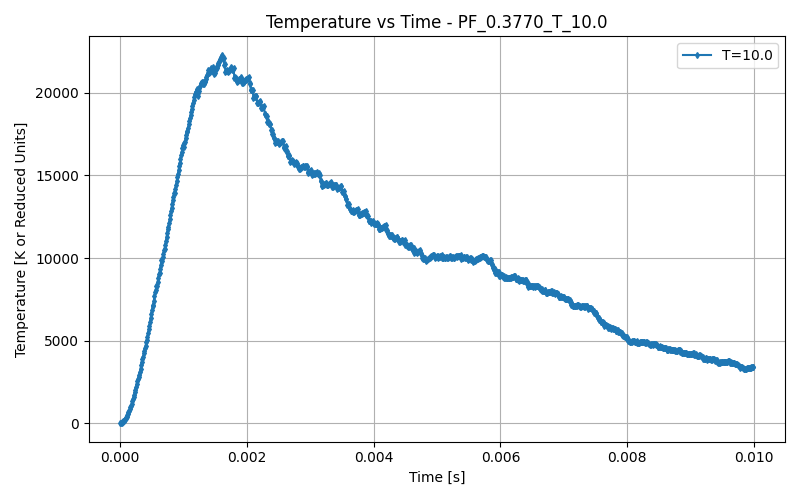 Temperature vs Time - PF_0.3770_T_10.0
T=10.0
Temperature [K or Reduced Units]
20000
15000
10000
5000
0
0.000
0.002
0.004
0.006
0.008
0.010
Time [s]